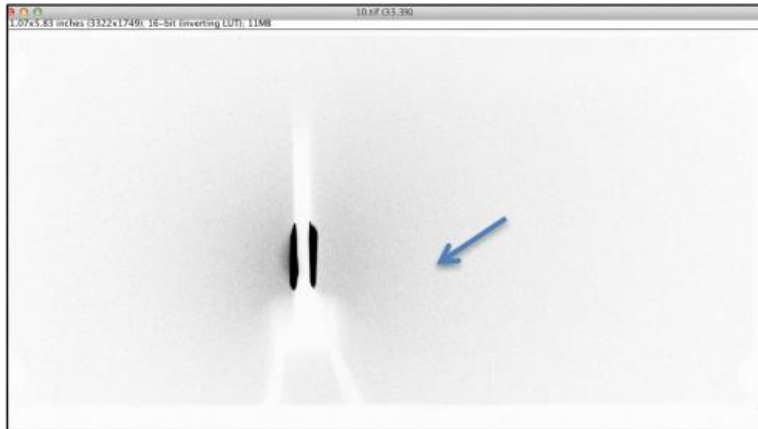 10.tif (33.3%)
1.07x5.83 inches (3322x1749); 16-bit (inverting LUT); 11MB